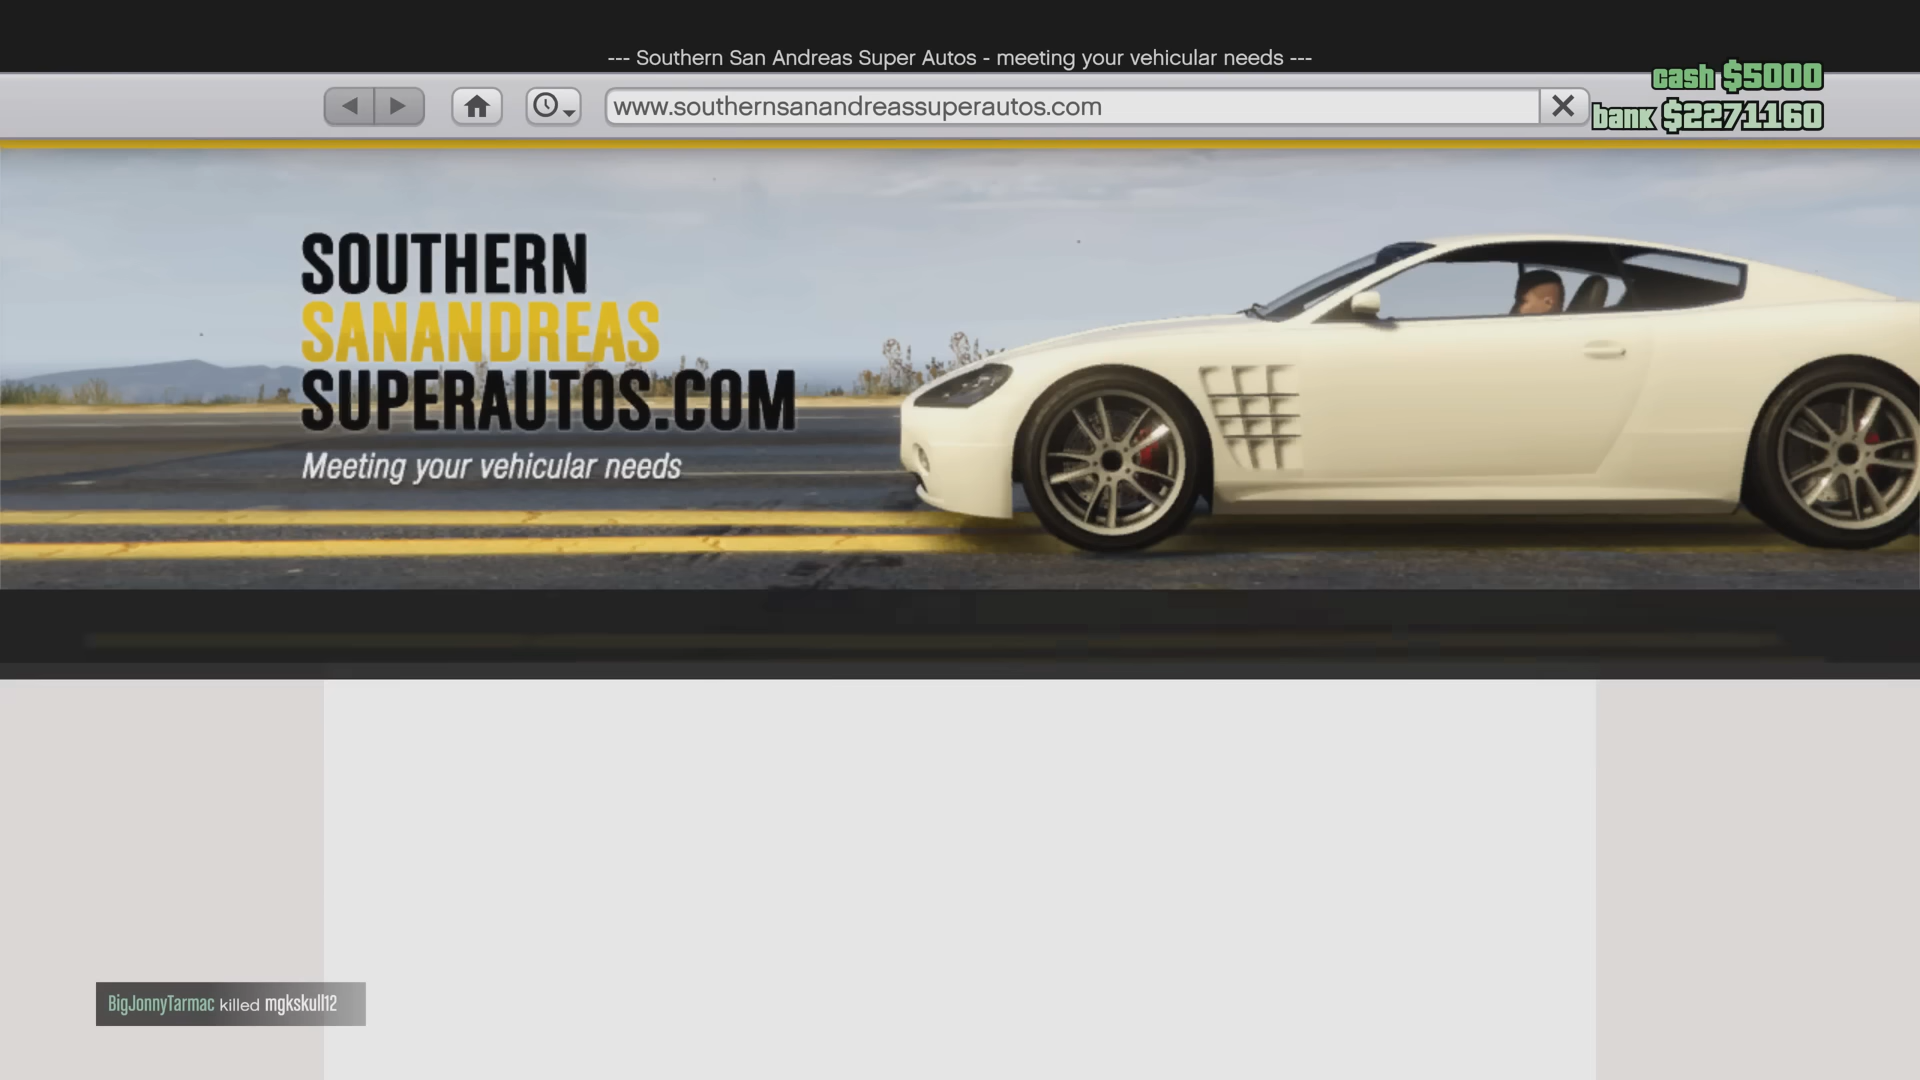 --- Southern San Andreas Super Autos - meeting your vehicular needs ---
www.southernsanandreassuperautos.com
cash $5000
bank $2271160
SOUTHERN
SANANDREAS
SUPERAUTOS.COM
Meeting your vehicular needs
BigJonnyTarmac killed mgkskull12